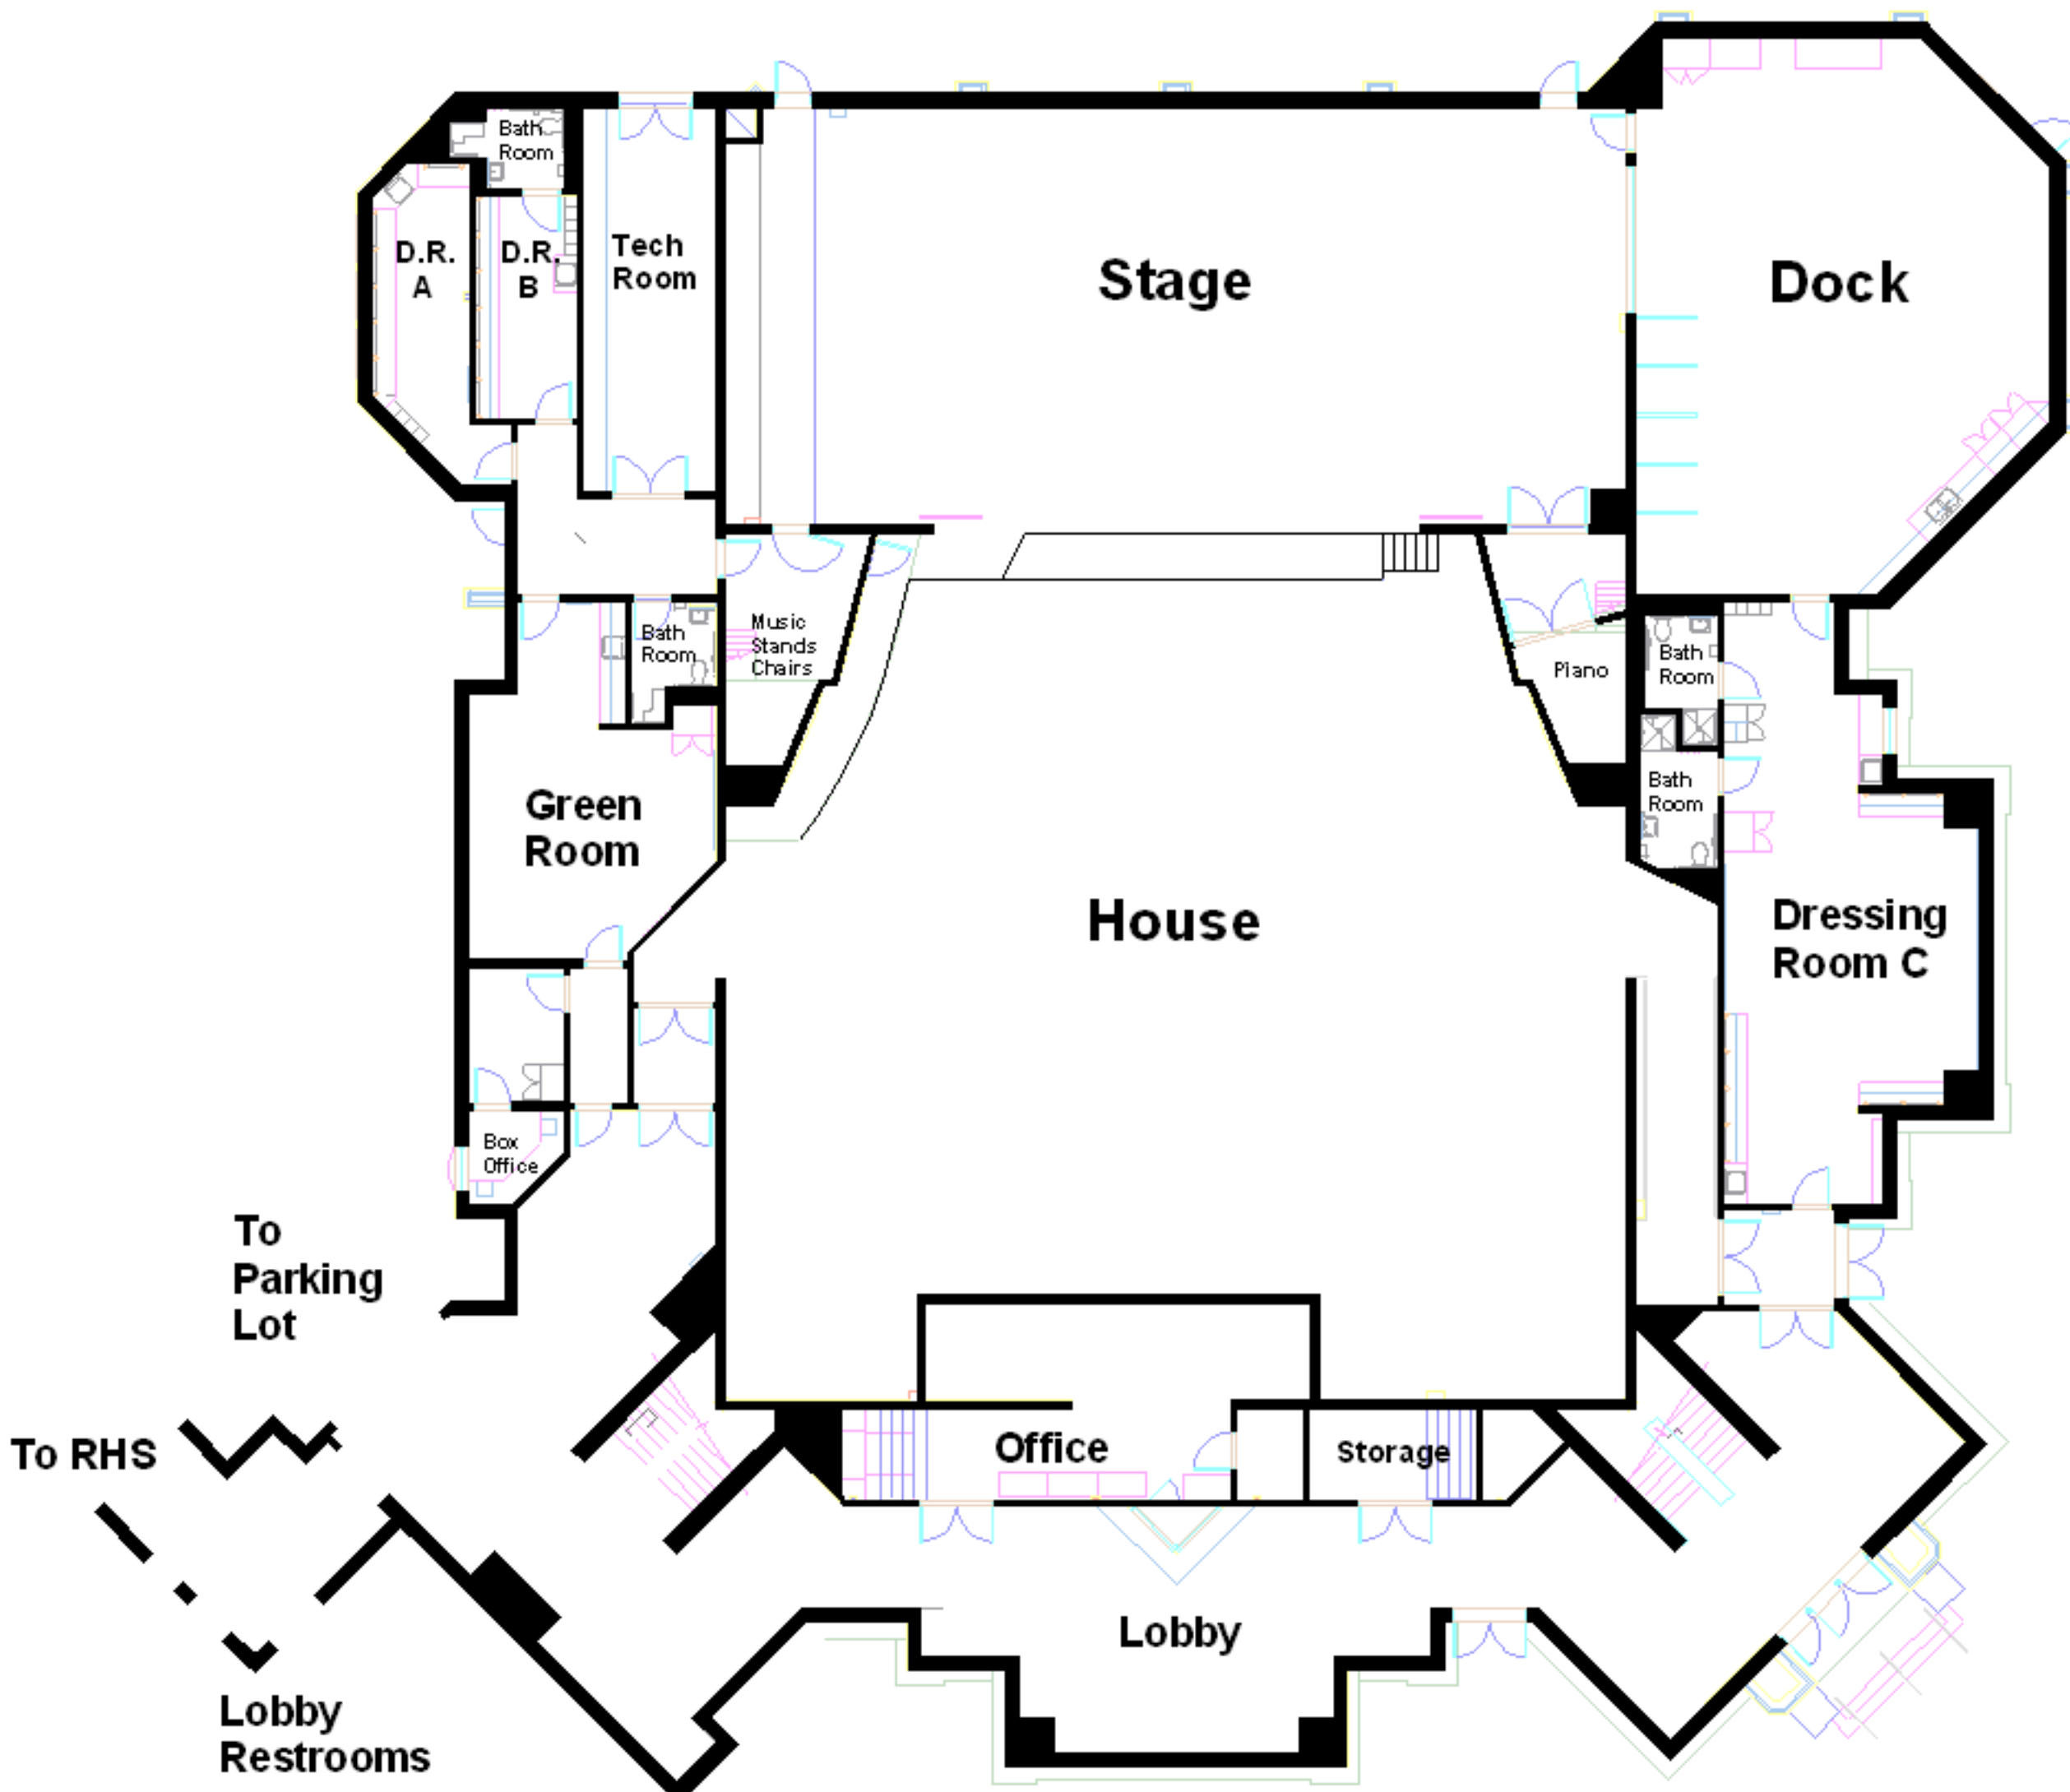 Bath
Room
D.R.
A
D.R.
B
Tech
Room
Stage
Dock
Music
Stands
Chairs
Bath
Room
Piano
Bath
Room
Bath
Room
Green
Room
House
Dressing
Room C
Box
Office
To
Parking
Lot
To RHS
Office
Storage
Lobby
Lobby
Restrooms